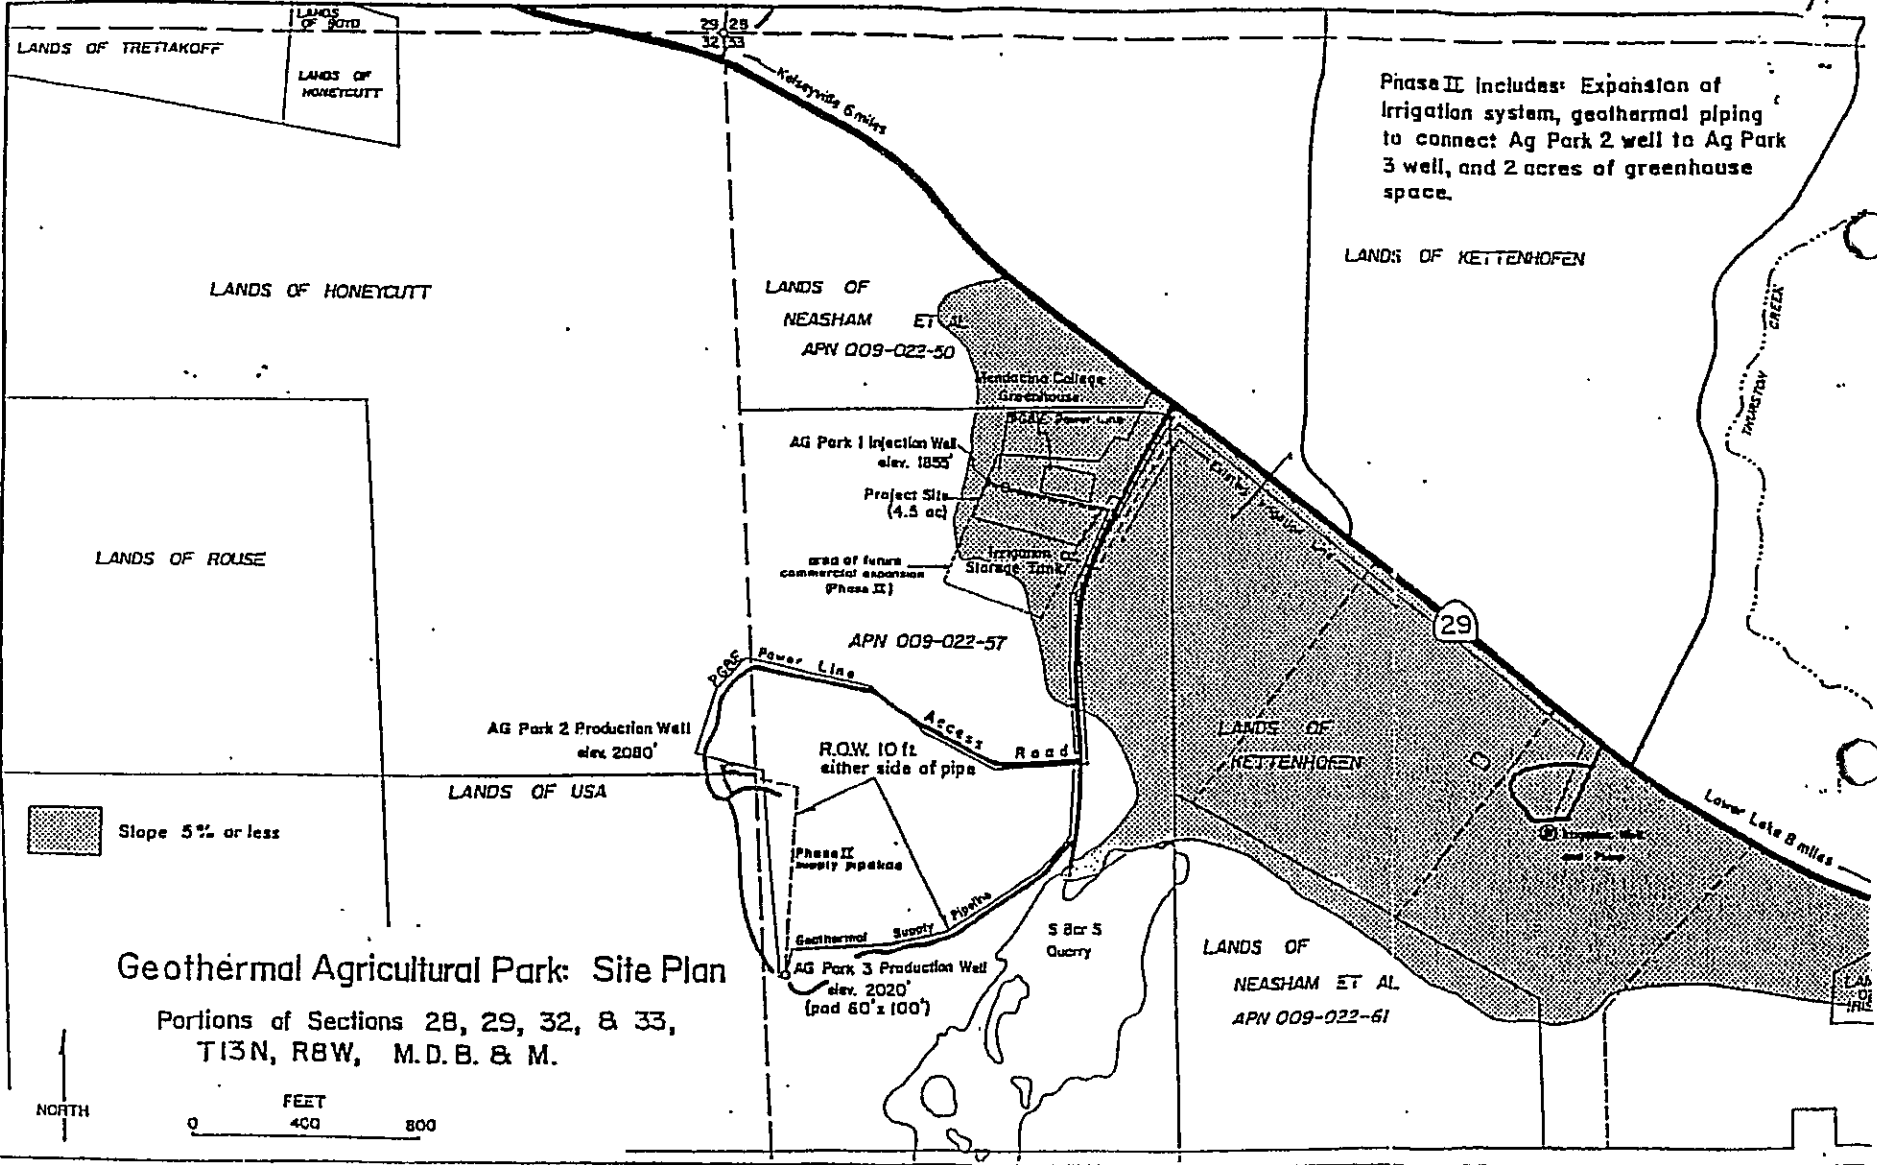 LANDS OF TRETIAKOFF
LANDS
OF BOYD
LANDS OF
HONEYCUTT
29 28
32 33
Kelseyville 6 miles
Phase II includes: Expansion of
irrigation system, geothermal piping
to connect Ag Park 2 well to Ag Park
3 well, and 2 acres of greenhouse
space.
LANDS OF KETTENHOFEN
THURSTON CREEK
LANDS OF HONEYCUTT
LANDS OF
NEASHAM ET AL
APN 009-022-50
Mendocino College
Greenhouse
PG&E Power Line
AG Park 1 Injection Well
elev. 1855'
Project Site
(4.5 ac)
Irrigation
Storage Tank
area of future
commercial expansion
(Phase II)
APN 009-022-57
LANDS OF ROUSE
29
PG&E Power Line
Access Road
AG Park 2 Production Well
elev. 2080'
R.O.W. 10 ft.
either side of pipe
LANDS OF
KETTENHOFEN
LANDS OF USA
Slope 5% or less
Phase II
supply pipeline
Lower Lake 8 miles
Irrigation Well
and Pump
Geothermal Supply Pipeline
S Bar S
Quarry
AG Park 3 Production Well
elev. 2020'
(pad 60' x 100')
LANDS OF
NEASHAM ET AL
APN 009-022-61
Geothermal Agricultural Park: Site Plan
Portions of Sections 28, 29, 32, & 33,
T13N, R8W, M.D.B. & M.
NORTH
FEET
0 400 800